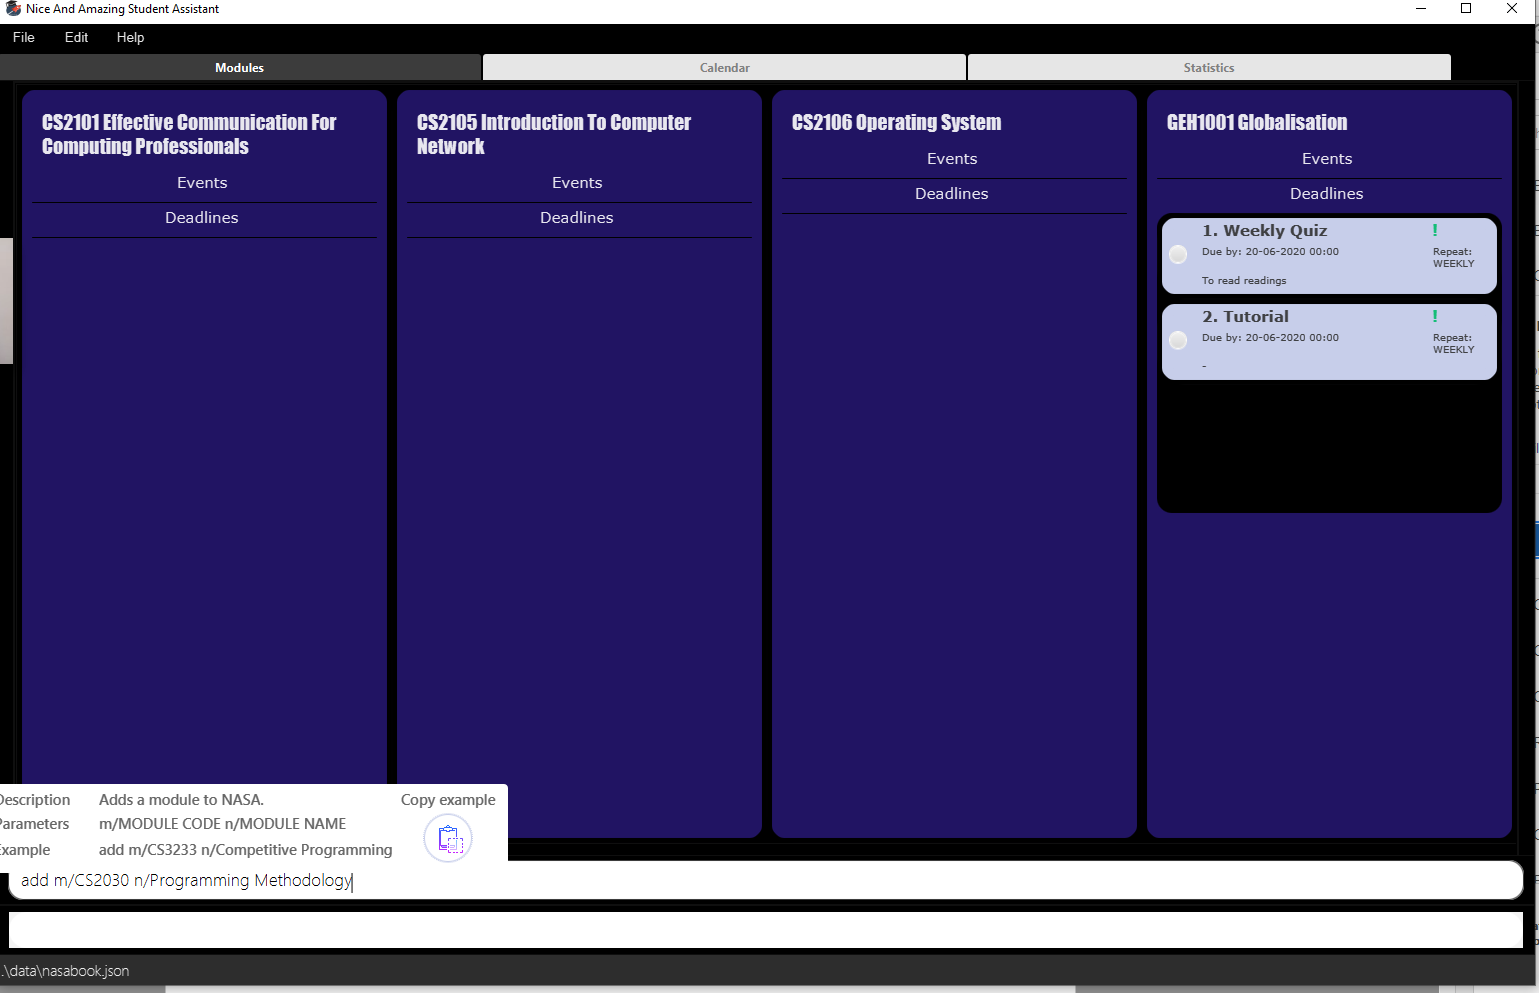 Nice And Amazing Student Assistant
File Edit Help
Modules Calendar Statistics
CS2101 Effective Communication For
Computing Professionals
Events
Deadlines
CS2105 Introduction To Computer
Network
Events
Deadlines
CS2106 Operating System
Events
Deadlines
GEH1001 Globalisation
Events
Deadlines
1. Weekly Quiz !
Due by: 20-06-2020 00:00 Repeat:
WEEKLY
To read readings
2. Tutorial !
Due by: 20-06-2020 00:00 Repeat:
WEEKLY
-
Description Adds a module to NASA. Copy example
Parameters m/MODULE CODE n/MODULE NAME
Example add m/CS3233 n/Competitive Programming
add m/CS2030 n/Programming Methodology
.\data\nasabook.json